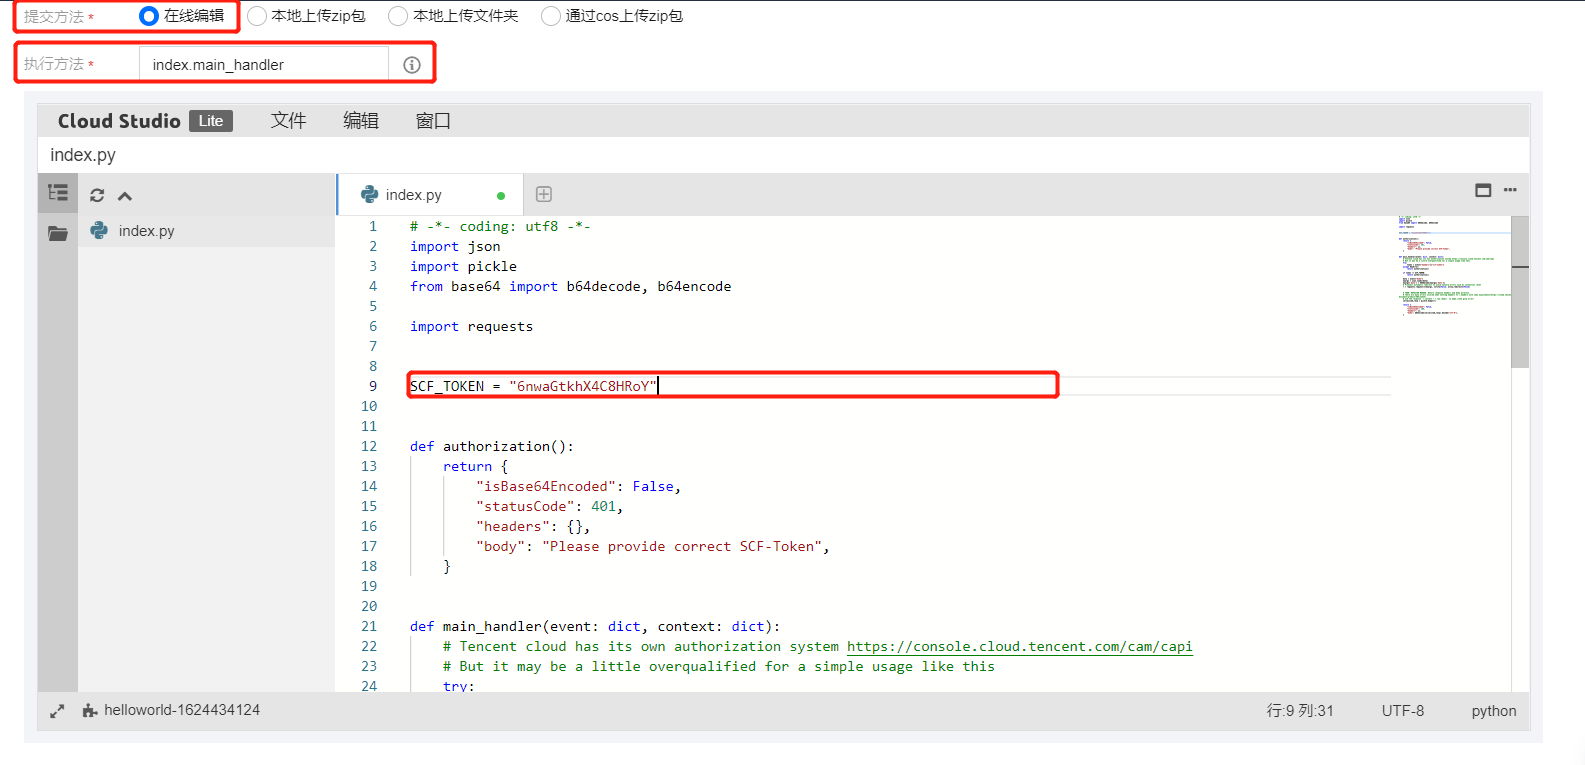 提交方法 * 在线编辑 本地上传zip包 本地上传文件夹 通过cos上传zip包
执行方法 * index.main_handler
Cloud Studio Lite 文件 编辑 窗口
index.py
index.py
index.py
1 # -*- coding: utf8 -*-
2 import json
3 import pickle
4 from base64 import b64decode, b64encode
5
6 import requests
7
8
9 SCF_TOKEN = "6nwaGtkhX4C8HRoY"
10
11
12 def authorization():
13 return {
14 "isBase64Encoded": False,
15 "statusCode": 401,
16 "headers": {},
17 "body": "Please provide correct SCF-Token",
18 }
19
20
21 def main_handler(event: dict, context: dict):
22 # Tencent cloud has its own authorization system https://console.cloud.tencent.com/cam/capi
23 # But it may be a little overqualified for a simple usage like this
24 try:
helloworld-1624434124 行:9 列:31 UTF-8 python